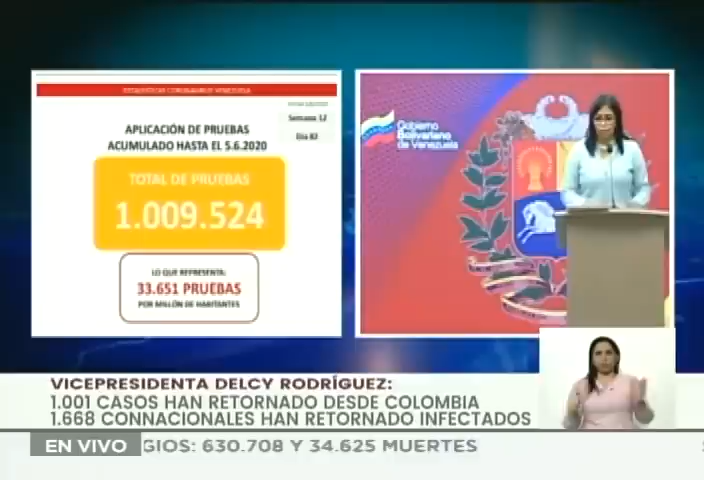 ESTADÍSTICAS CORONAVIRUS VENEZUELA
Semana 12
Día 82
APLICACIÓN DE PRUEBAS
ACUMULADO HASTA EL 5.6.2020
TOTAL DE PRUEBAS
1.009.524
LO QUE REPRESENTA:
33.651 PRUEBAS
POR MILLÓN DE HABITANTES
Gobierno
Bolivariano
de Venezuela
VICEPRESIDENTA DELCY RODRÍGUEZ:
1.001 CASOS HAN RETORNADO DESDE COLOMBIA
1.668 CONNACIONALES HAN RETORNADO INFECTADOS
EN VIVO GIOS: 630.708 Y 34.625 MUERTES